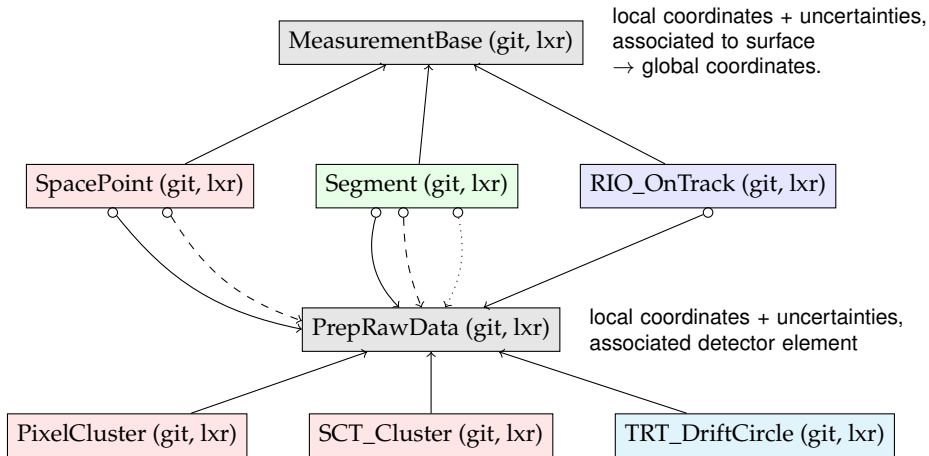 MeasurementBase (git, lxr)
local coordinates + uncertainties,
associated to surface
→ global coordinates.
SpacePoint (git, lxr)
Segment (git, lxr)
RIO_OnTrack (git, lxr)
PrepRawData (git, lxr)
local coordinates + uncertainties,
associated detector element
PixelCluster (git, lxr)
SCT_Cluster (git, lxr)
TRT_DriftCircle (git, lxr)